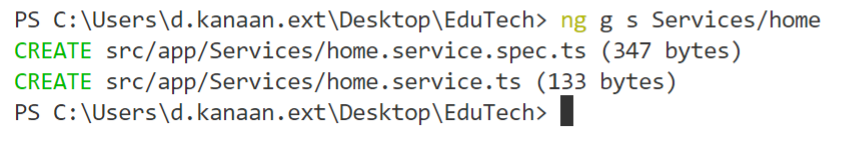 PS C:\Users\d.kanaan.ext\Desktop\EduTech> ng g s Services/home
CREATE src/app/Services/home.service.spec.ts (347 bytes)
CREATE src/app/Services/home.service.ts (133 bytes)
PS C:\Users\d.kanaan.ext\Desktop\EduTech>